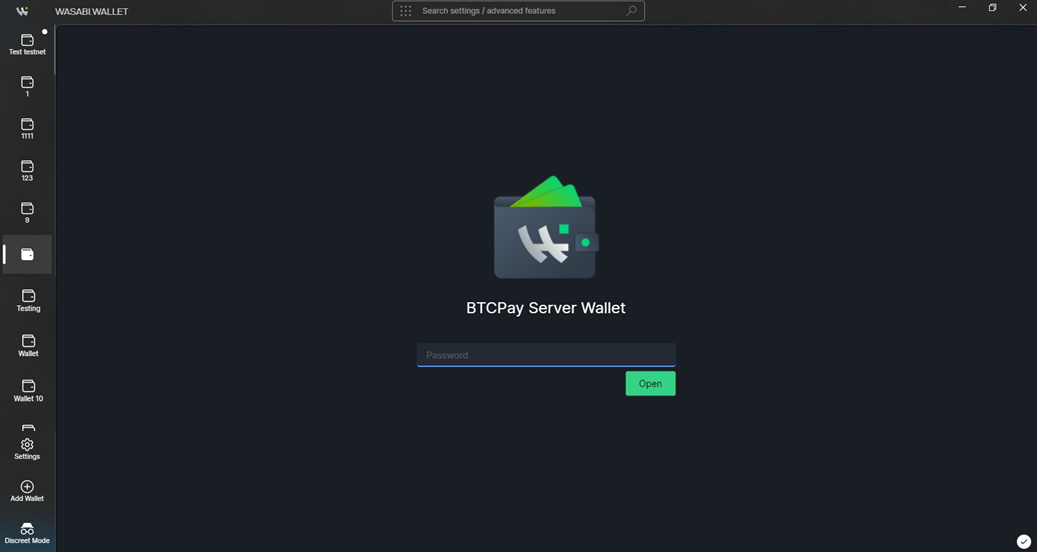 WASABI.WALLET
Search settings / advanced features
Test testnet
1
1111
123
9
Testing
Wallet
Wallet 10
Settings
Add Wallet
Discreet Mode
BTCPay Server Wallet
Password
Open